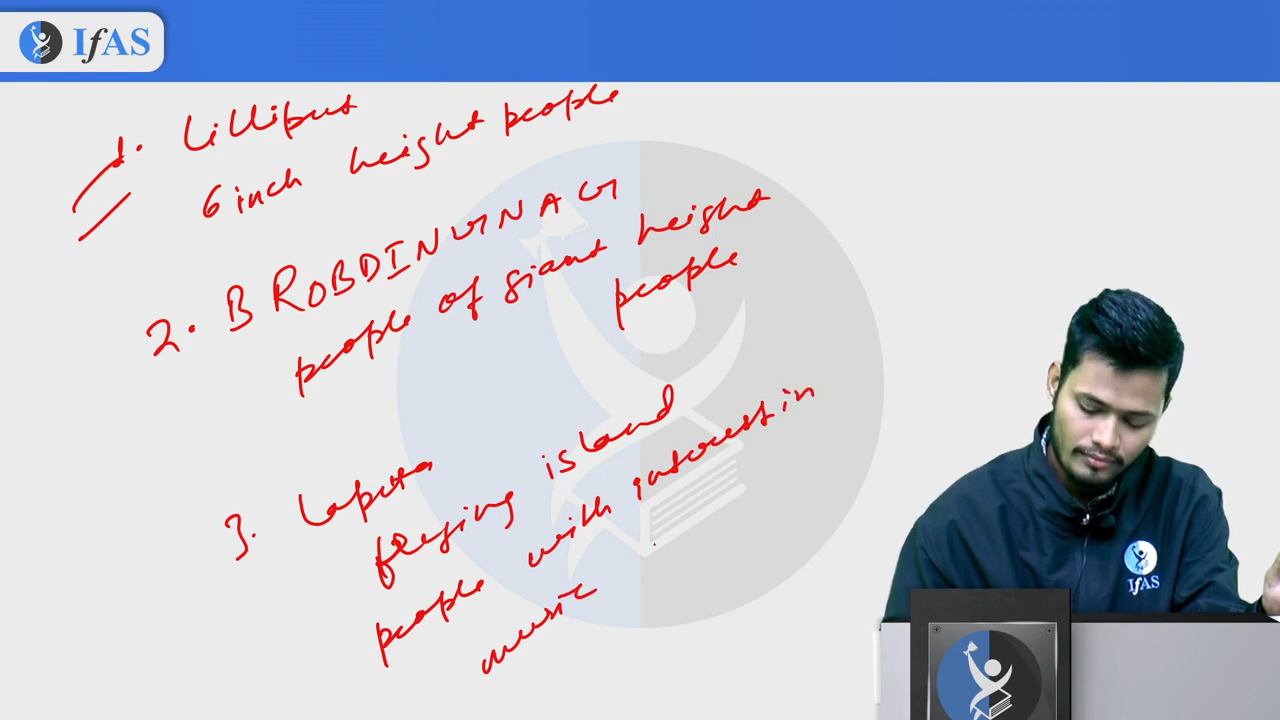 IfAS
1. Lilliput
6 inch height people
2. BROBDINGNAG
people of giant height
people
3. Laputa
flying island
people with interest in
music
IfAS